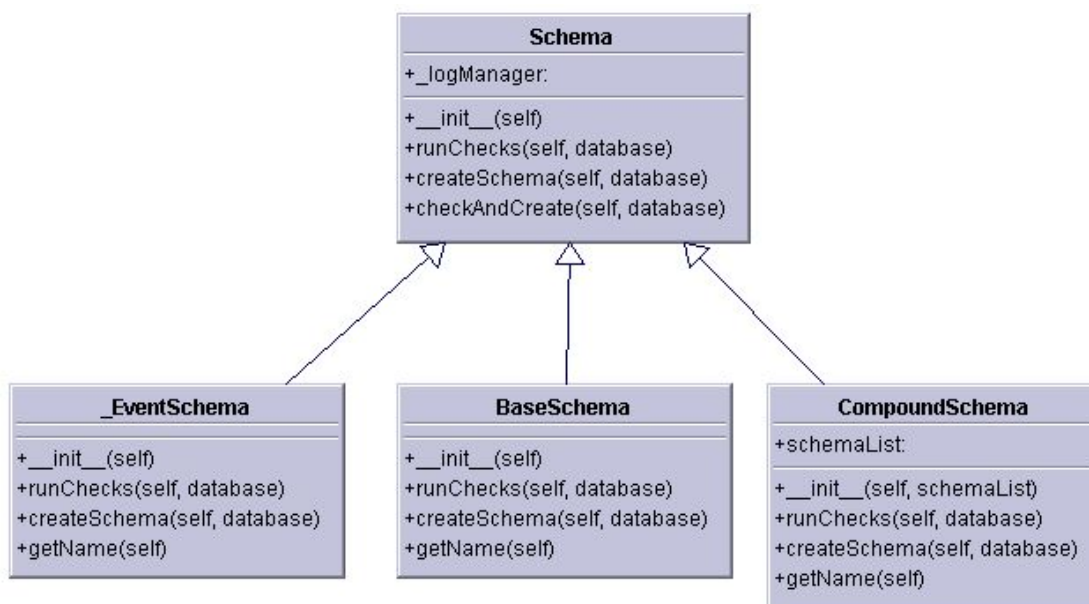 Schema
+_logManager:
+__init__(self)
+runChecks(self, database)
+createSchema(self, database)
+checkAndCreate(self, database)
_EventSchema
+__init__(self)
+runChecks(self, database)
+createSchema(self, database)
+getName(self)
BaseSchema
+__init__(self)
+runChecks(self, database)
+createSchema(self, database)
+getName(self)
CompoundSchema
+schemaList:
+__init__(self, schemaList)
+runChecks(self, database)
+createSchema(self, database)
+getName(self)